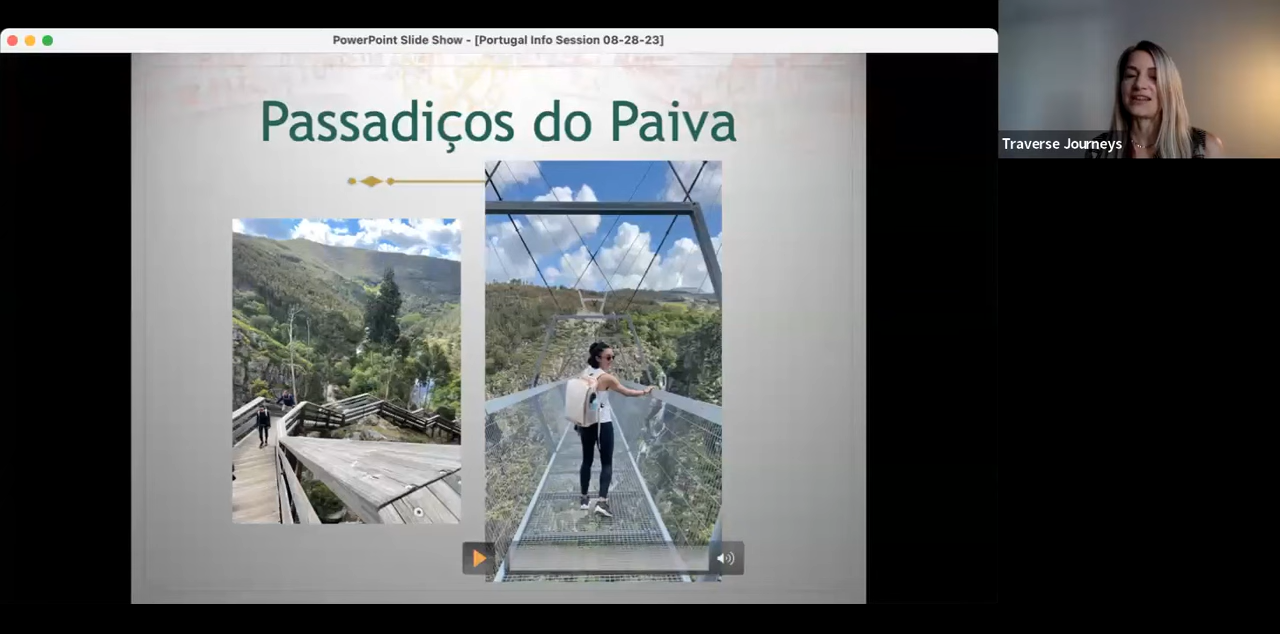 PowerPoint Slide Show - [Portugal Info Session 08-28-23]
Passadiços do Paiva
Traverse Journeys